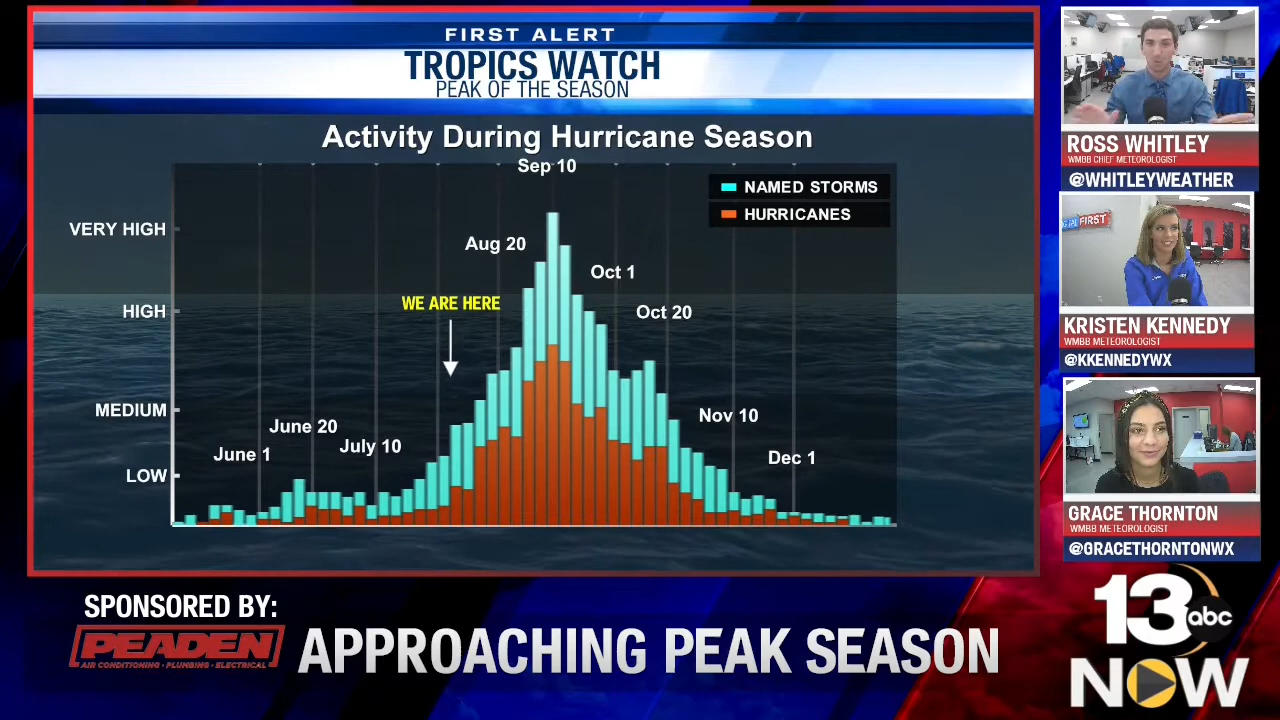 FIRST ALERT
TROPICS WATCH
PEAK OF THE SEASON
Activity During Hurricane Season
Sep 10
NAMED STORMS
HURRICANES
VERY HIGH
Aug 20
Oct 1
WE ARE HERE
HIGH
Oct 20
MEDIUM
June 20
Nov 10
July 10
June 1
Dec 1
LOW
ROSS WHITLEY
WMBB CHIEF METEOROLOGIST
@WHITLEYWEATHER
FIRST
KRISTEN KENNEDY
WMBB METEOROLOGIST
@KKENNEDYWX
GRACE THORNTON
WMBB METEOROLOGIST
@GRACETHORNTONWX
SPONSORED BY:
PEADEN
AIR CONDITIONING · PLUMBING · ELECTRICAL
APPROACHING PEAK SEASON
13 abc
NOW